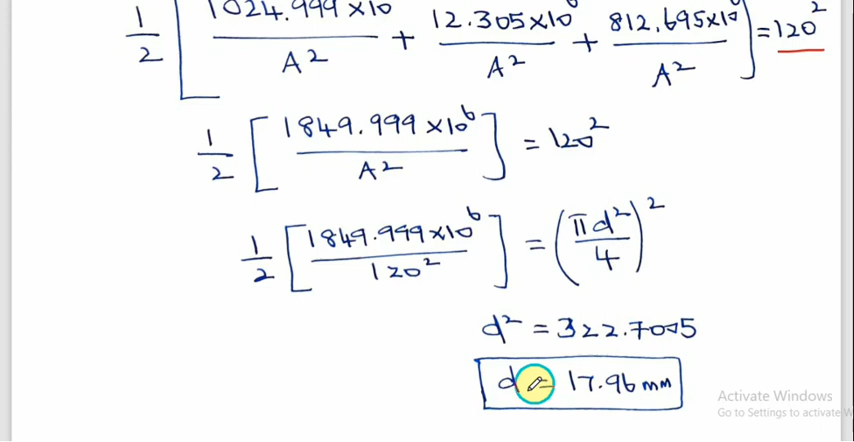 1/2 [ 1024.999×10 / A² + 12.305×10⁶ / A² + 812.695×10⁶ / A² ] = 120²
1/2 [ 1849.999×10⁶ / A² ] = 120²
1/2 [ 1849.999×10⁶ / 120² ] = (πd²/4)²
d² = 322.7005
d = 17.96 mm
Activate Windows
Go to Settings to activate W